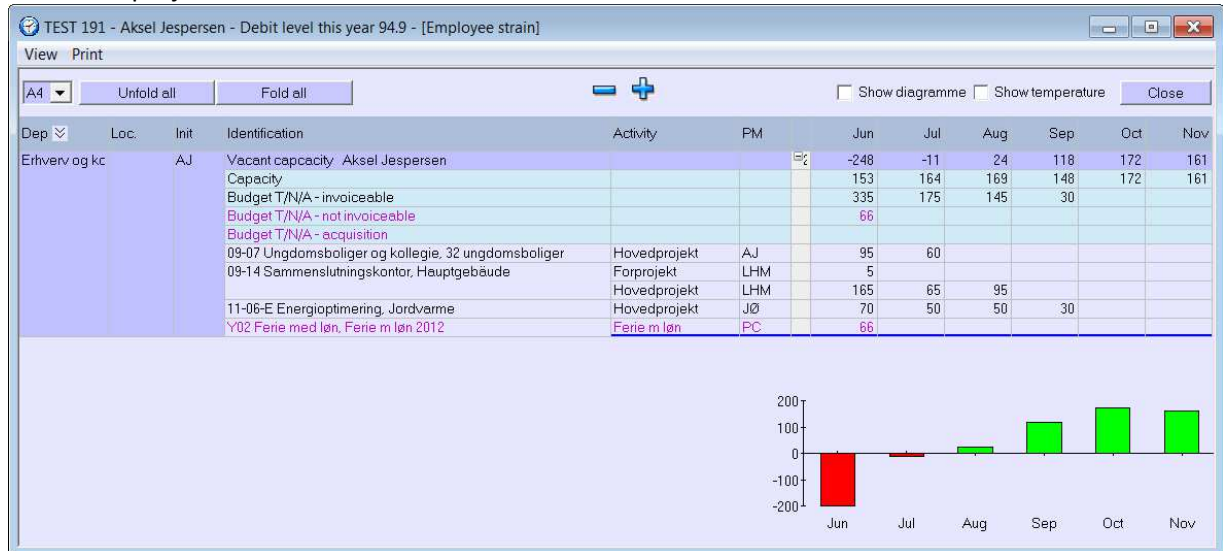 TEST 191 - Aksel Jespersen - Debit level this year 94.9 - [Employee strain]
View Print
A4 Unfold all Fold all Show diagramme Show temperature Close
Dep Loc. Init Identification Activity PM Jun Jul Aug Sep Oct Nov
Erhverv og kc AJ Vacant capcacity Aksel Jespersen -248 -11 24 118 172 161
Capacity 153 164 169 148 172 161
Budget T/N/A - invoiceable 335 175 145 30
Budget T/N/A - not invoiceable 66
Budget T/N/A - acquisition
09-07 Ungdomsboliger og kollegie, 32 ungdomsboliger Hovedprojekt AJ 95 60
09-14 Sammenslutningskontor, Hauptgebäude Forprojekt LHM 5
Hovedprojekt LHM 165 65 95
11-06-E Energioptimering, Jordvarme Hovedprojekt JØ 70 50 50 30
Y02 Ferie med løn, Ferie m løn 2012 Ferie m løn PC 66
200
100
0
-100
-200
Jun Jul Aug Sep Oct Nov